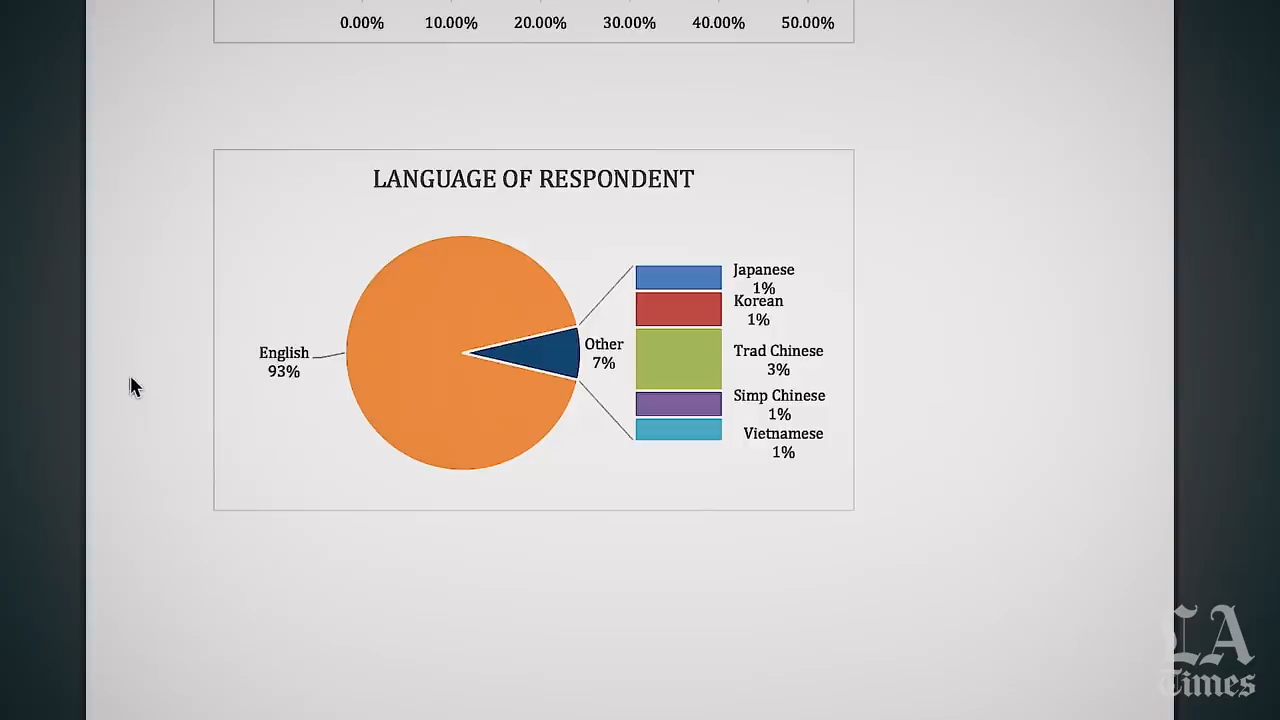 0.00% 10.00% 20.00% 30.00% 40.00% 50.00%
LANGUAGE OF RESPONDENT
English
93%
Other
7%
Japanese
1%
Korean
1%
Trad Chinese
3%
Simp Chinese
1%
Vietnamese
1%
LA
Times